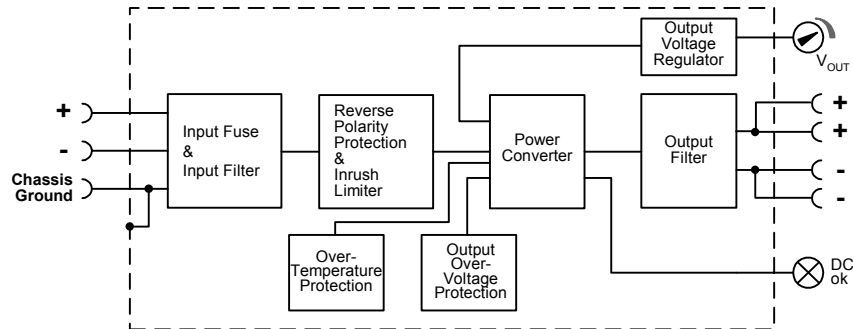 Output
Voltage
Regulator
V_OUT
+
-
Chassis
Ground
Input Fuse
&
Input Filter
Reverse
Polarity
Protection
&
Inrush
Limiter
Power
Converter
Output
Filter
+
+
-
-
Over-
Temperature
Protection
Output
Over-
Voltage
Protection
DC
ok